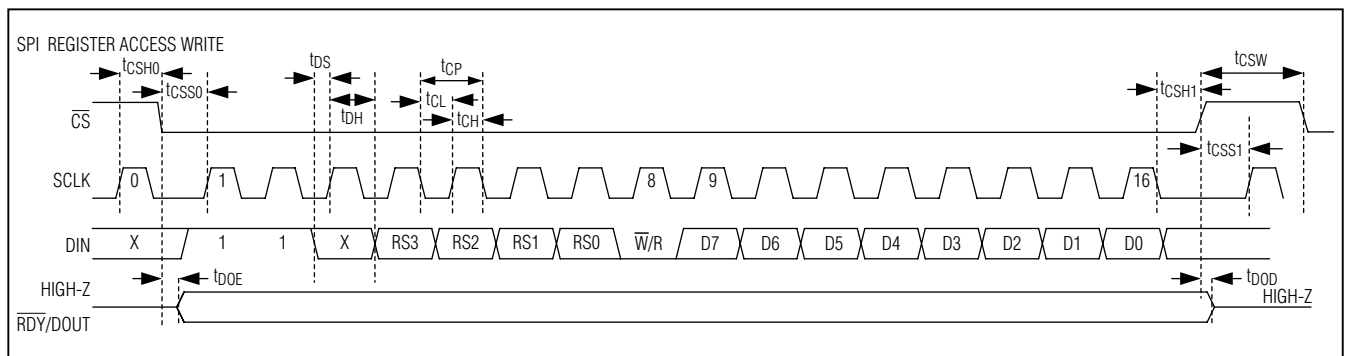 SPI REGISTER ACCESS WRITE
tCSH0
tCSS0
tDS
tDH
tCP
tCL
tCH
tCSH1
tCSW
tCSS1
CS
SCLK 0 1 8 9 16
DIN X 1 1 X RS3 RS2 RS1 RS0 W/R D7 D6 D5 D4 D3 D2 D1 D0
tDOE
tDOD
HIGH-Z
HIGH-Z
RDY/DOUT